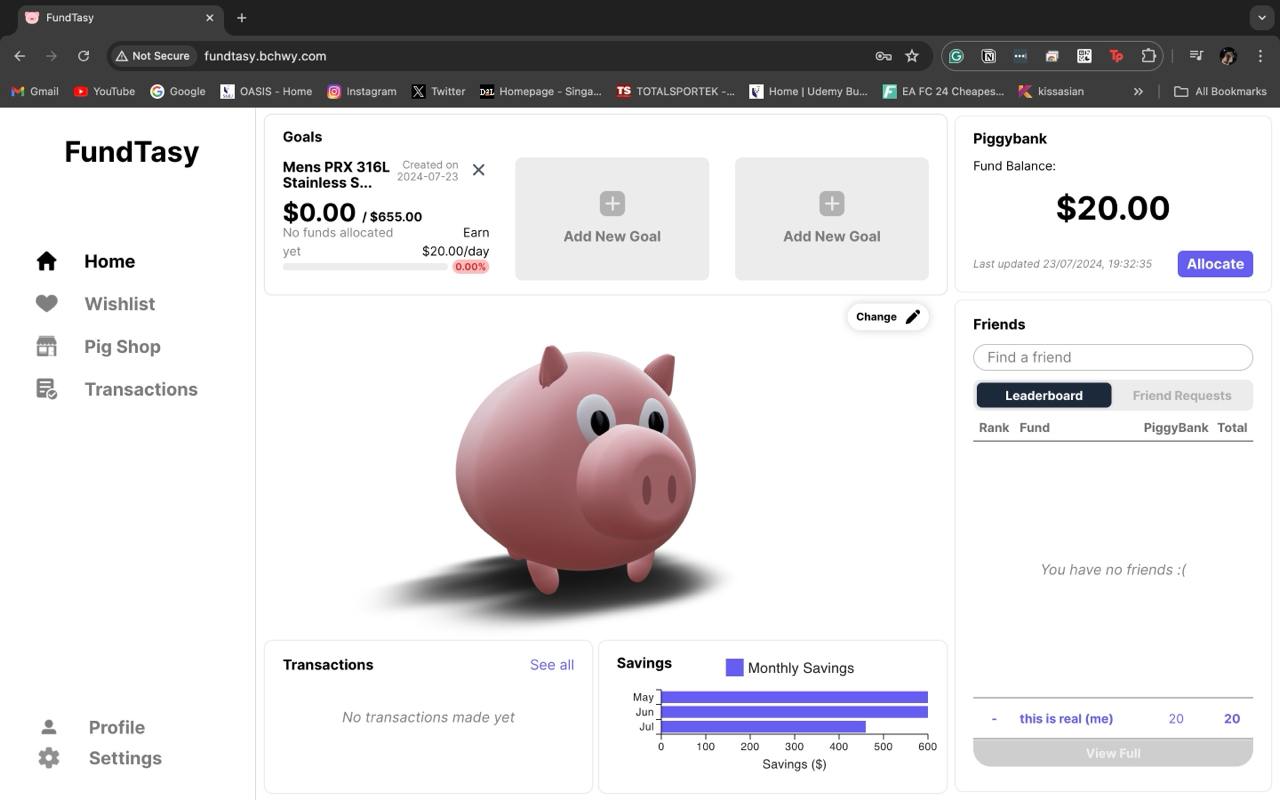 FundTasy
Not Secure
fundtasy.bchwy.com
Gmail
YouTube
Google
OASIS - Home
Instagram
Twitter
Homepage - Singa...
TOTALSPORTEK -...
Home | Udemy Bu...
EA FC 24 Cheapes...
kissasian
»
All Bookmarks
FundTasy
Home
Wishlist
Pig Shop
Transactions
Profile
Settings
Goals
Mens PRX 316L
Stainless S...
Created on
2024-07-23
$0.00 / $655.00
No funds allocated
yet
Earn
$20.00/day
0.00%
Add New Goal
Add New Goal
Change
Transactions
See all
No transactions made yet
Savings
Monthly Savings
May
Jun
Jul
0 100 200 300 400 500 600
Savings ($)
Piggybank
Fund Balance:
$20.00
Last updated 23/07/2024, 19:32:35
Allocate
Friends
Find a friend
Leaderboard
Friend Requests
Rank Fund PiggyBank Total
You have no friends :(
- this is real (me) 20 20
View Full